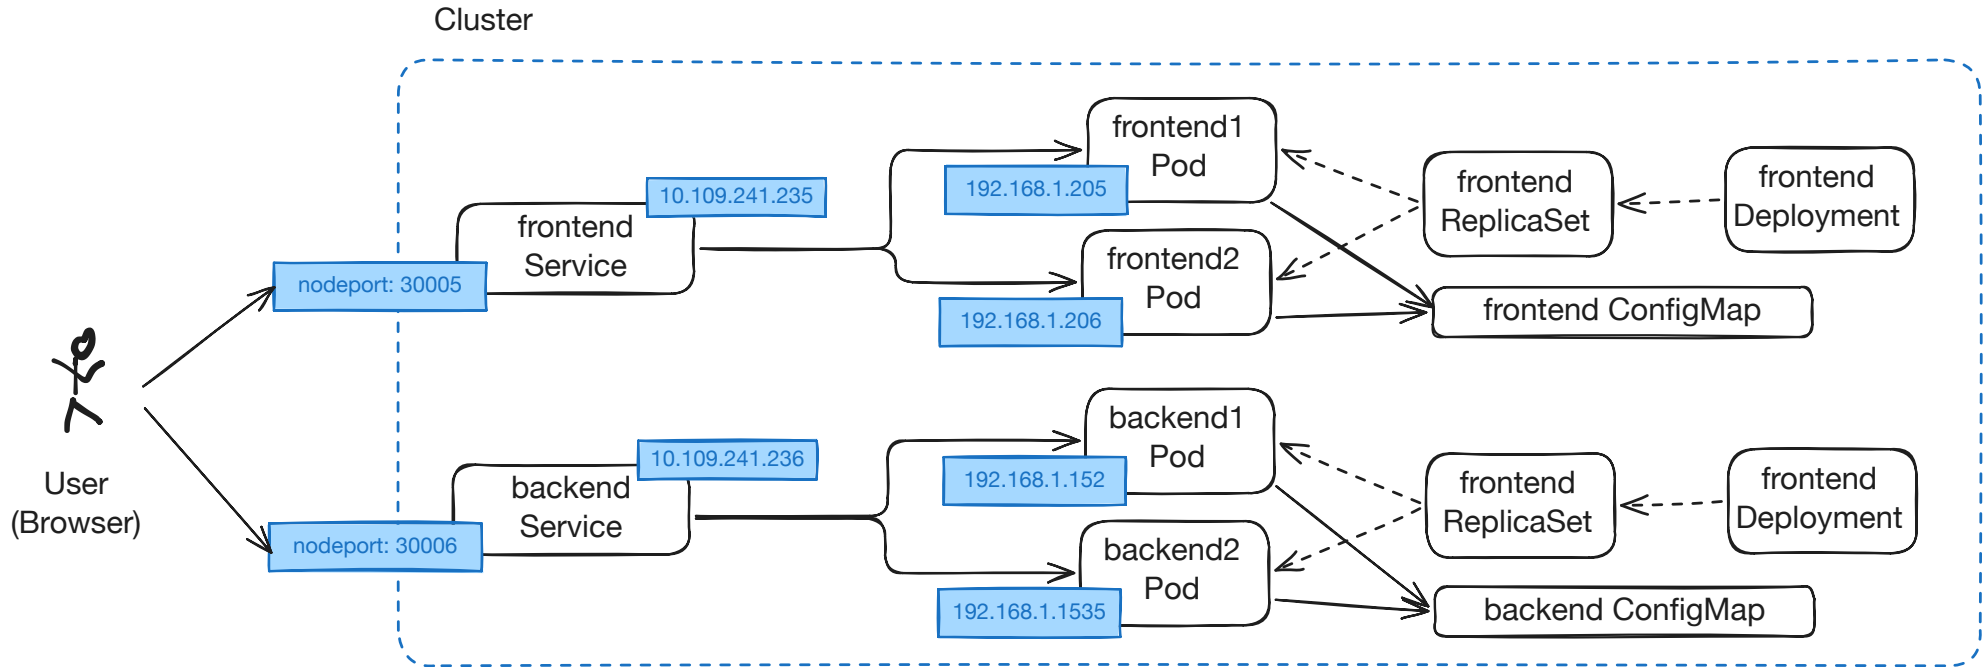 Cluster
frontend1
Pod
192.168.1.205
frontend
ReplicaSet
frontend
Deployment
10.109.241.235
frontend
Service
nodeport: 30005
frontend2
Pod
192.168.1.206
frontend ConfigMap
User
(Browser)
backend1
Pod
192.168.1.152
frontend
ReplicaSet
frontend
Deployment
10.109.241.236
backend
Service
nodeport: 30006
backend2
Pod
192.168.1.1535
backend ConfigMap